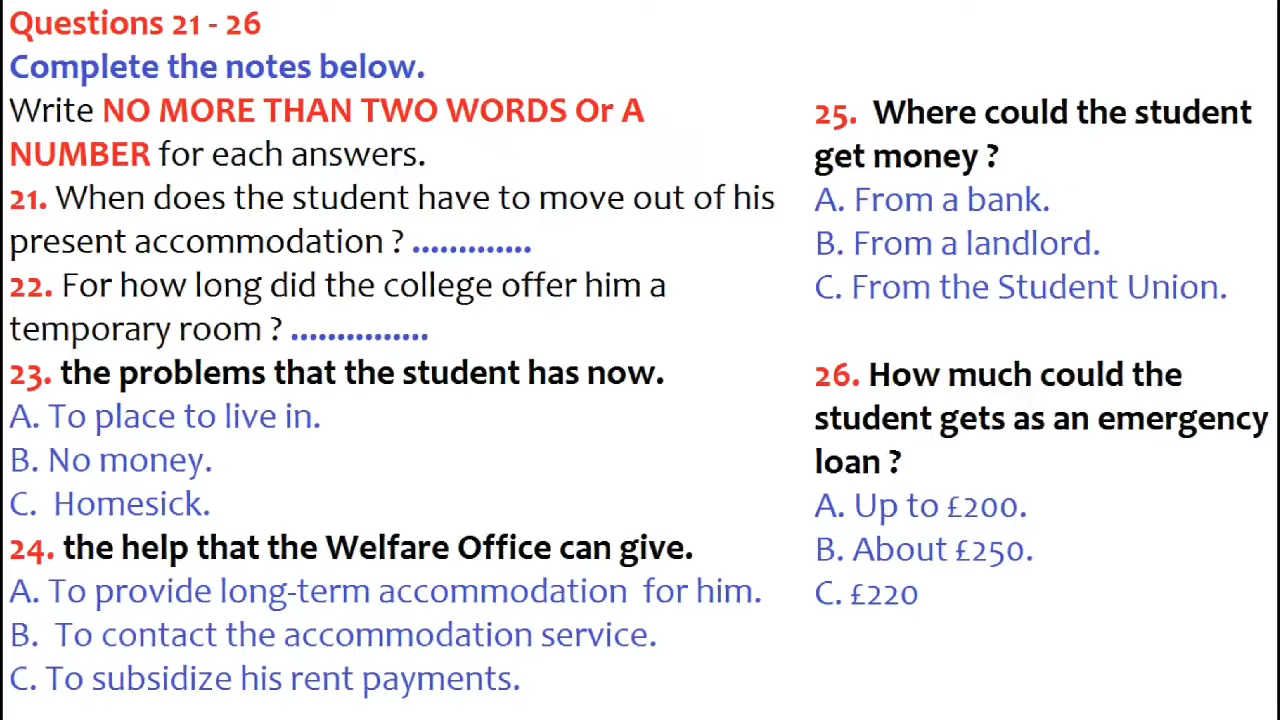 Questions 21 - 26
Complete the notes below.
Write NO MORE THAN TWO WORDS Or A
NUMBER for each answers.
21. When does the student have to move out of his
present accommodation ? .............
22. For how long did the college offer him a
temporary room ? ...............
23. the problems that the student has now.
A. To place to live in.
B. No money.
C. Homesick.
24. the help that the Welfare Office can give.
A. To provide long-term accommodation for him.
B. To contact the accommodation service.
C. To subsidize his rent payments.
25. Where could the student
get money ?
A. From a bank.
B. From a landlord.
C. From the Student Union.
26. How much could the
student gets as an emergency
loan ?
A. Up to £200.
B. About £250.
C. £220